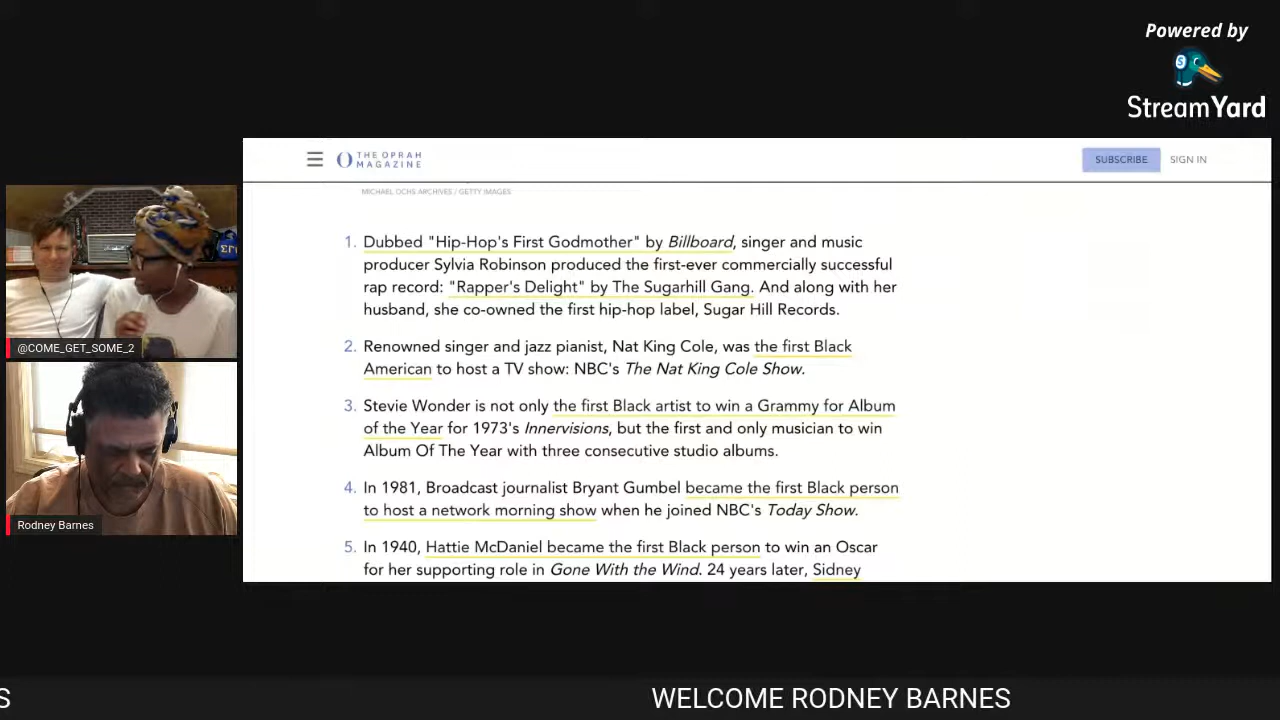 Powered by
StreamYard
THE OPRAH
MAGAZINE
SUBSCRIBE
SIGN IN
MICHAEL OCHS ARCHIVES / GETTY IMAGES
1. Dubbed "Hip-Hop's First Godmother" by Billboard, singer and music
producer Sylvia Robinson produced the first-ever commercially successful
rap record: "Rapper's Delight" by The Sugarhill Gang. And along with her
husband, she co-owned the first hip-hop label, Sugar Hill Records.
2. Renowned singer and jazz pianist, Nat King Cole, was the first Black
American to host a TV show: NBC's The Nat King Cole Show.
3. Stevie Wonder is not only the first Black artist to win a Grammy for Album
of the Year for 1973's Innervisions, but the first and only musician to win
Album Of The Year with three consecutive studio albums.
4. In 1981, Broadcast journalist Bryant Gumbel became the first Black person
to host a network morning show when he joined NBC's Today Show.
5. In 1940, Hattie McDaniel became the first Black person to win an Oscar
for her supporting role in Gone With the Wind. 24 years later, Sidney
@COME_GET_SOME_2
Rodney Barnes
S
WELCOME RODNEY BARNES